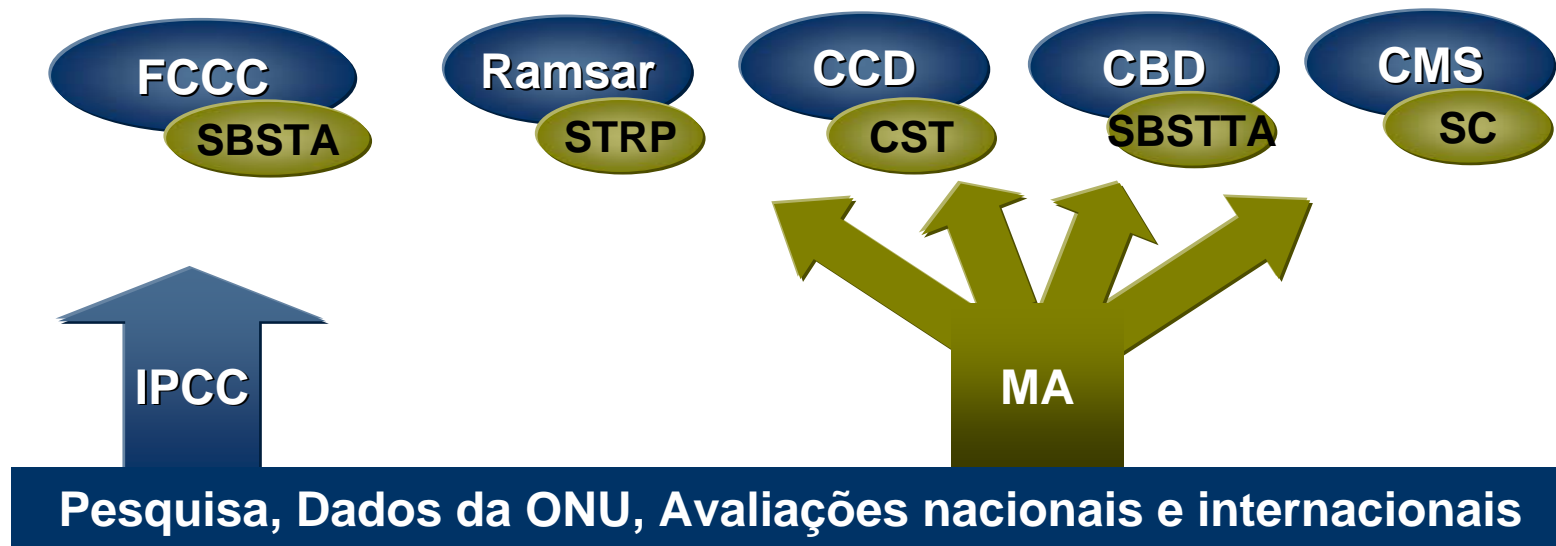 FCCC
SBSTA
Ramsar
STRP
CCD
CST
CBD
SBSTTA
CMS
SC
IPCC
MA
Pesquisa, Dados da ONU, Avaliações nacionais e internacionais